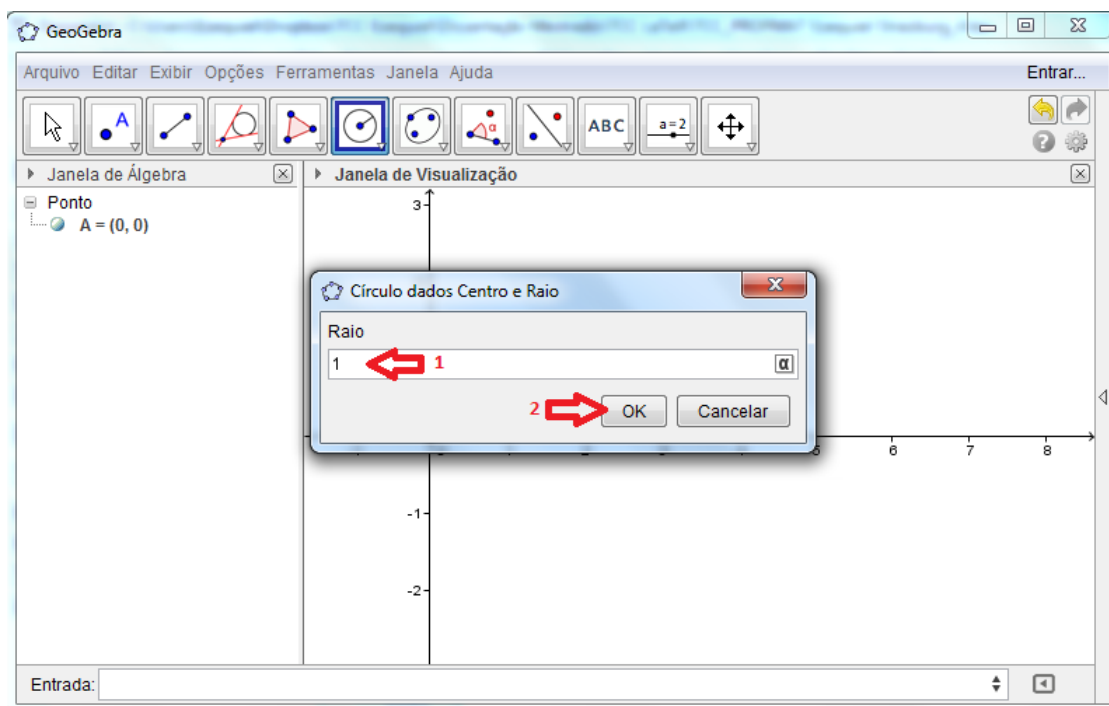 GeoGebra
Arquivo Editar Exibir Opções Ferramentas Janela Ajuda
Entrar...
A
α
ABC
a=2
Janela de Álgebra
Janela de Visualização
Ponto
A = (0, 0)
3
Círculo dados Centro e Raio
Raio
1
1
α
2
OK
Cancelar
5 6 7 8
-1
-2
Entrada: